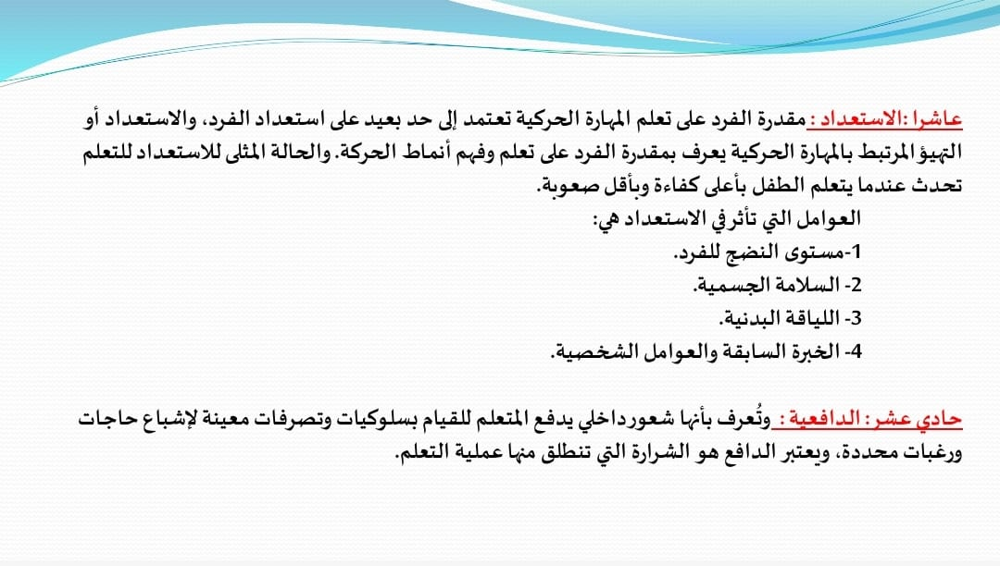 عاشرا :الاستعداد : مقدرة الفرد على تعلم المهارة الحركية تعتمد إلى حد بعيد على استعداد الفرد، والاستعداد أو
التهيؤ المرتبط بالمهارة الحركية يعرف بمقدرة الفرد على تعلم وفهم أنماط الحركة. والحالة المثلى للاستعداد للتعلم
تحدث عندما يتعلم الطفل بأعلى كفاءة وبأقل صعوبة.
العوامل التي تأثر في الاستعداد هي:
1-مستوى النضج للفرد.
2- السلامة الجسمية.
3- اللياقة البدنية.
4- الخبرة السابقة والعوامل الشخصية.
حادي عشر : الدافعية : وتُعرف بأنها شعور داخلي يدفع المتعلم للقيام بسلوكيات وتصرفات معينة لإشباع حاجات
ورغبات محددة، ويعتبر الدافع هو الشرارة التي تنطلق منها عملية التعلم.